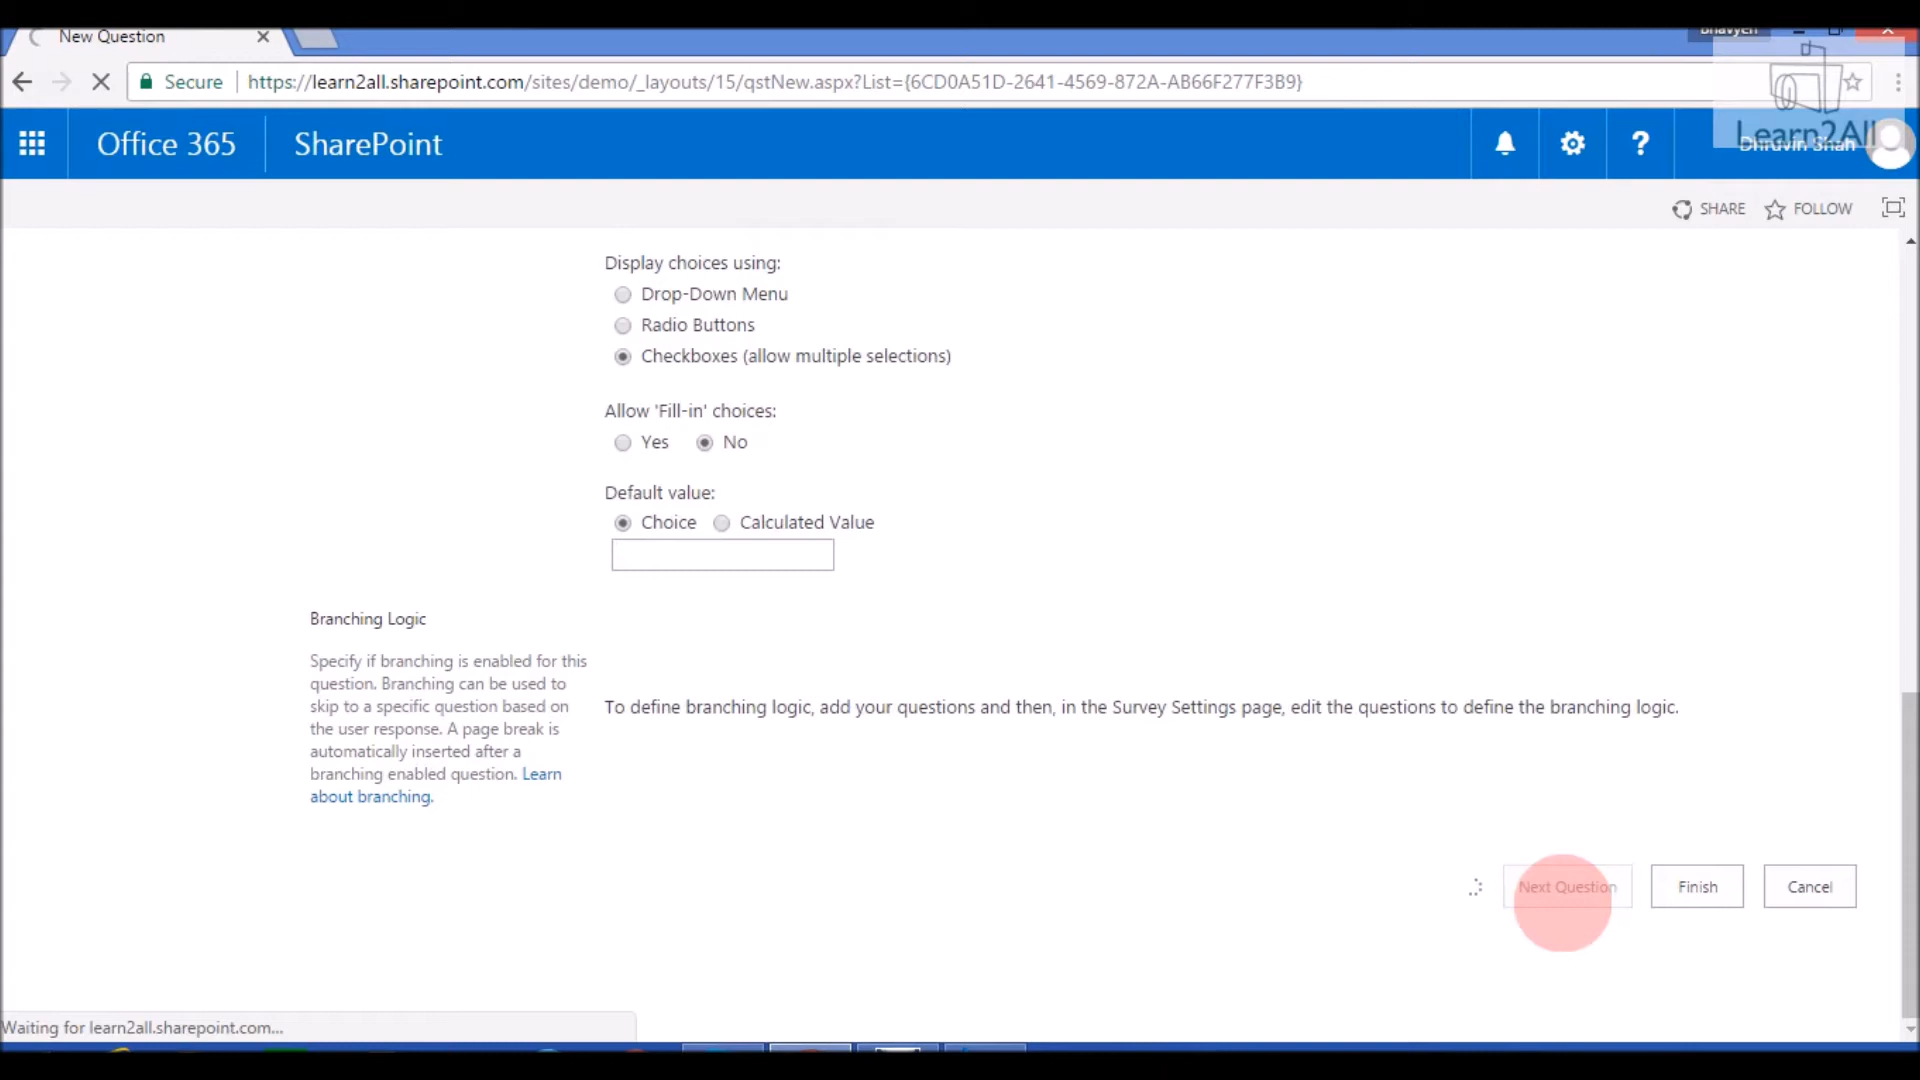 New Question
Bhavyen
Secure https://learn2all.sharepoint.com/sites/demo/_layouts/15/qstNew.aspx?List={6CD0A51D-2641-4569-872A-AB66F277F3B9}
Office 365 SharePoint ? Dhruvin Shah
Learn2All
SHARE FOLLOW
Display choices using:
Drop-Down Menu
Radio Buttons
Checkboxes (allow multiple selections)
Allow 'Fill-in' choices:
Yes No
Default value:
Choice Calculated Value
Branching Logic
Specify if branching is enabled for this
question. Branching can be used to
skip to a specific question based on
the user response. A page break is
automatically inserted after a
branching enabled question. Learn
about branching.
To define branching logic, add your questions and then, in the Survey Settings page, edit the questions to define the branching logic.
Next Question Finish Cancel
Waiting for learn2all.sharepoint.com...